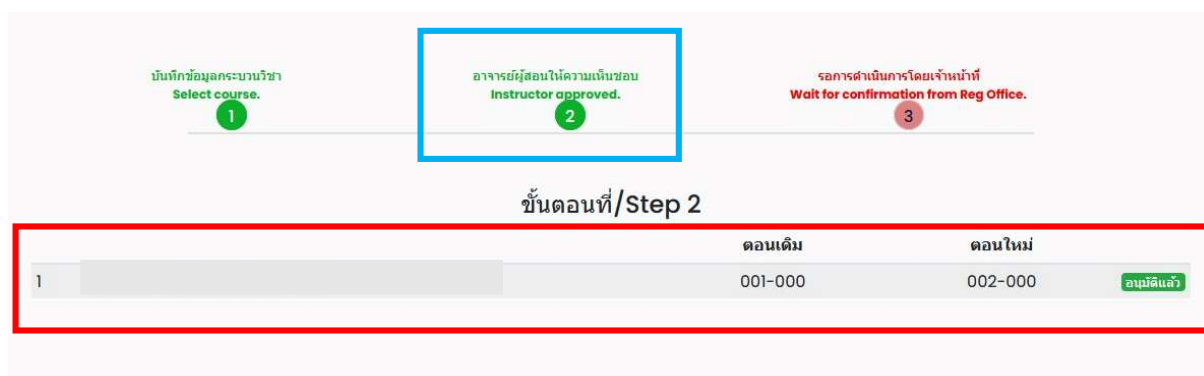 บันทึกข้อมูลกระบวนวิชา
Select course.
1
อาจารย์ผู้สอนให้ความเห็นชอบ
Instructor approved.
2
รอการดำเนินการโดยเจ้าหน้าที่
Wait for confirmation from Reg Office.
3
ขั้นตอนที่/Step 2
ตอนเดิม ตอนใหม่
1 001-000 002-000 อนุมัติแล้ว